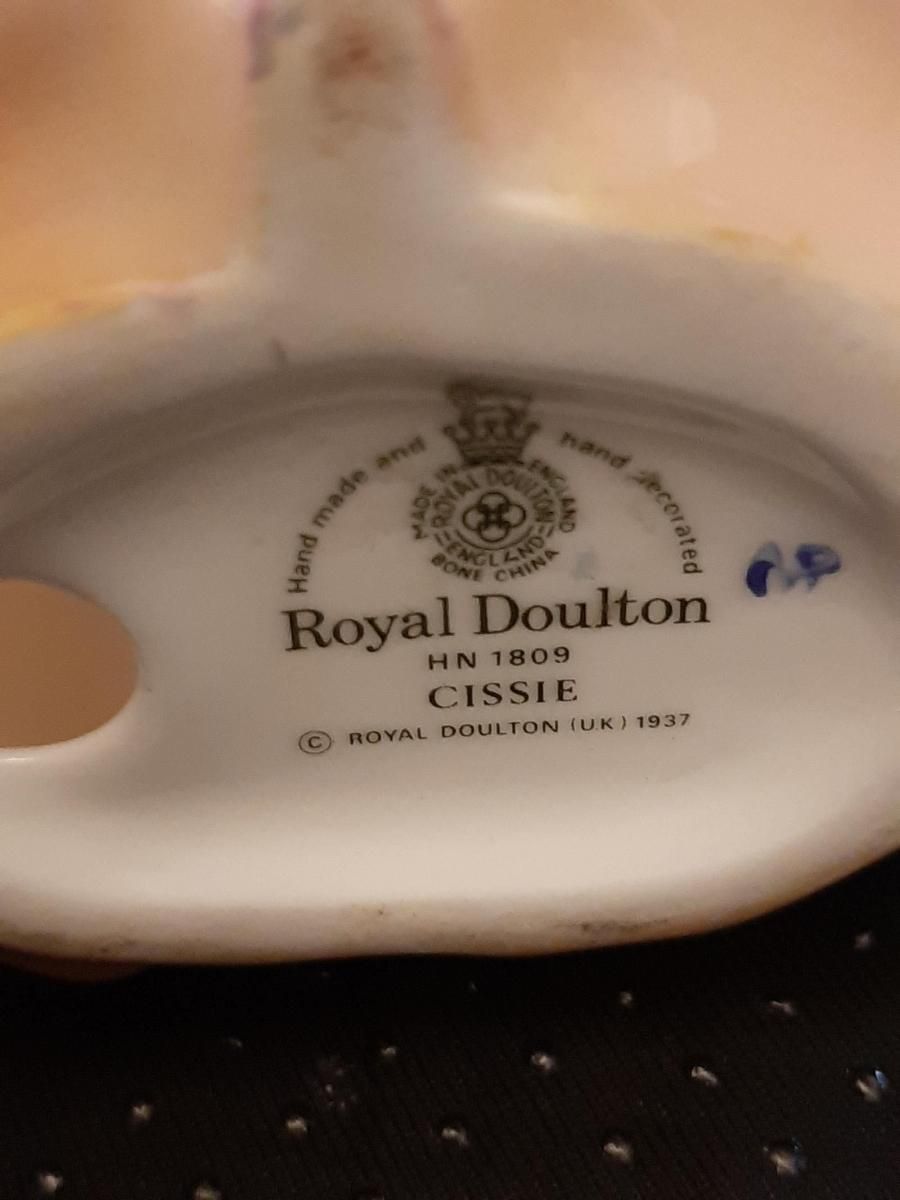 Hand made and hand decorated
MADE IN ENGLAND
ROYAL DOULTON
ENGLAND
BONE CHINA
Royal Doulton
HN 1809
CISSIE
© ROYAL DOULTON (UK) 1937